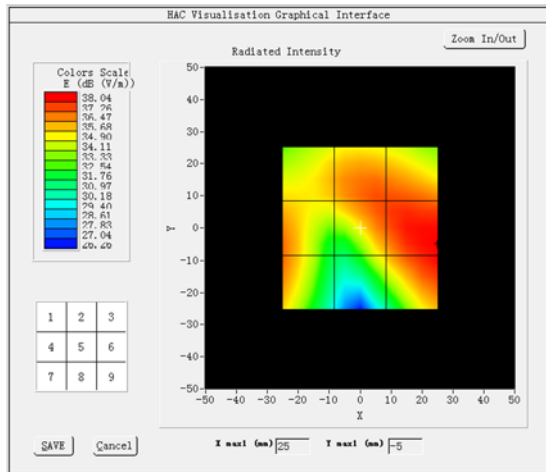 HAC Visualisation Graphical Interface
Zoom In/Out
Radiated Intensity
Colors Scale
E (dB (V/m))
38.04
37.26
36.47
35.68
34.90
34.11
33.33
32.54
31.76
30.97
30.18
29.40
28.61
27.83
27.04
26.26
50
40
30
20
10
0
-10
-20
-30
-40
-50
Y
-50 -40 -30 -20 -10 0 10 20 30 40 50
X
1 2 3
4 5 6
7 8 9
SAVE Cancel
X max1 (mm) 25 Y max1 (mm) -5